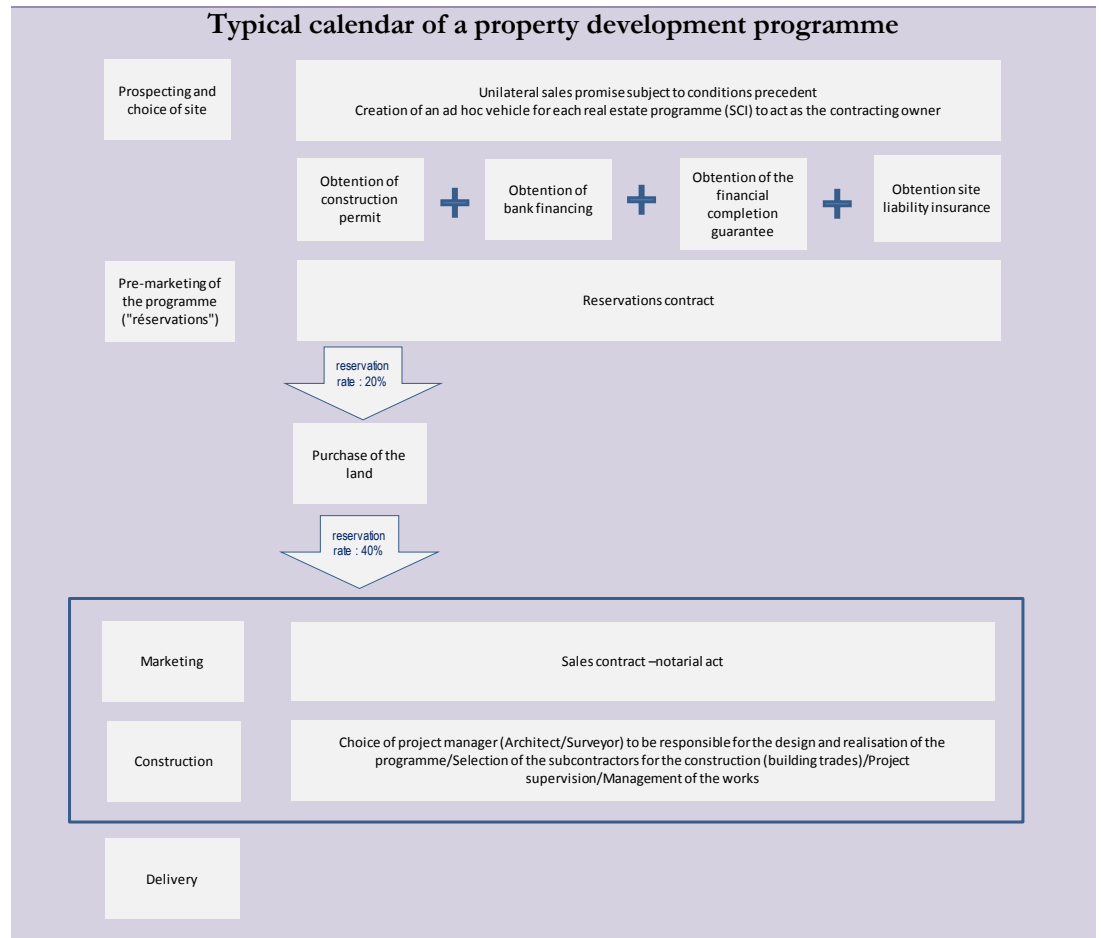 Typical calendar of a property development programme
Prospecting and
choice of site
Unilateral sales promise subject to conditions precedent
Creation of an ad hoc vehicle for each real estate programme (SCI) to act as the contracting owner
Obtention of
construction
permit
Obtention of
bank financing
Obtention of the
financial
completion
guarantee
Obtention site
liability insurance
Pre-marketing of
the programme
("réservations")
Reservations contract
reservation
rate : 20%
Purchase of the
land
reservation
rate : 40%
Marketing
Sales contract –notarial act
Construction
Choice of project manager (Architect/Surveyor) to be responsible for the design and realisation of the
programme/Selection of the subcontractors for the construction (building trades)/Project
supervision/Management of the works
Delivery